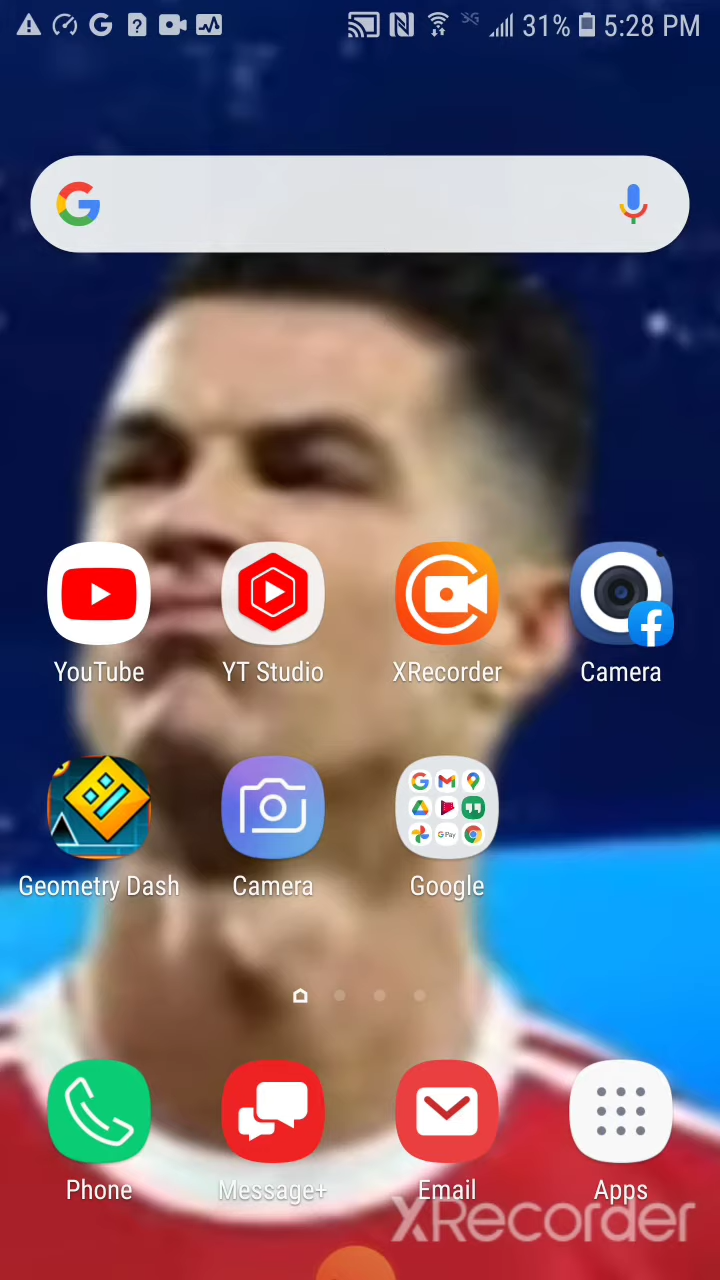 31% 5:28 PM
YouTube YT Studio XRecorder Camera
Geometry Dash Camera Google
Phone Message+ Email Apps
XRecorder